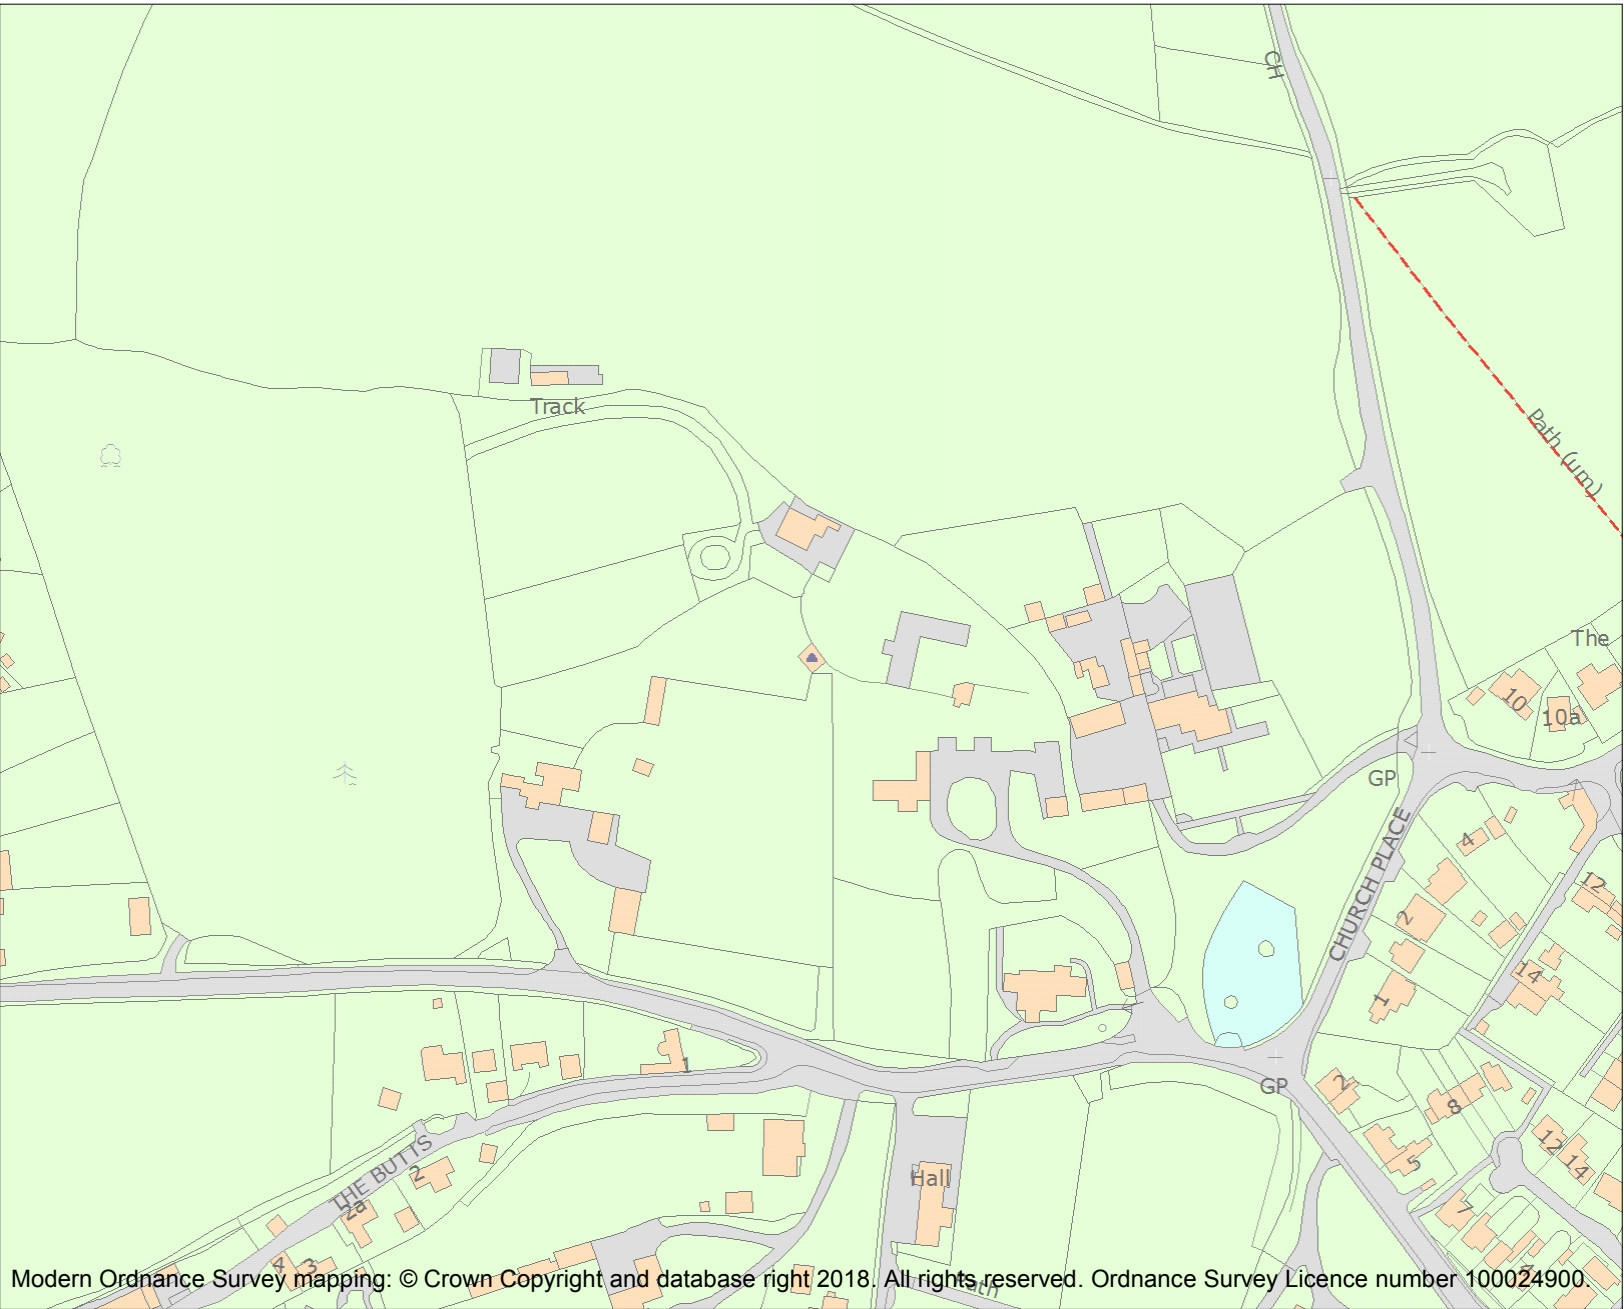 CH
Track
Path (um)
The
10
10a
GP
CHURCH PLACE
4
12
2
14
1
1
GP
2
8
THE BUTTS
2
2a
Hall
5
12
14
7
4
3
Path
Modern Ordnance Survey mapping: © Crown Copyright and database right 2018. All rights reserved. Ordnance Survey Licence number 100024900.